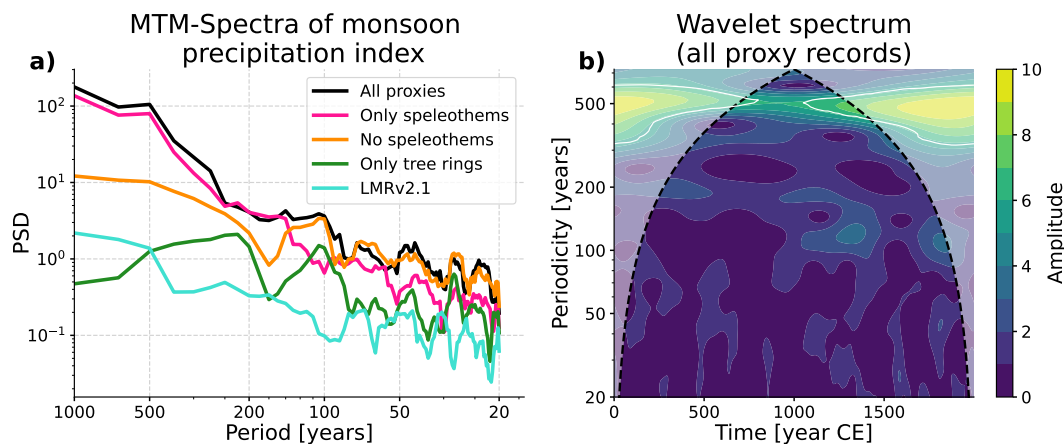 MTM-Spectra of monsoon
precipitation index
a)
All proxies
Only speleothems
No speleothems
Only tree rings
LMRv2.1
10²
10¹
10⁰
10⁻¹
PSD
1000 500 200 100 50 20
Period [years]
Wavelet spectrum
(all proxy records)
b)
500
200
100
50
20
Periodicity [years]
0 500 1000 1500
Time [year CE]
10
8
6
4
2
0
Amplitude